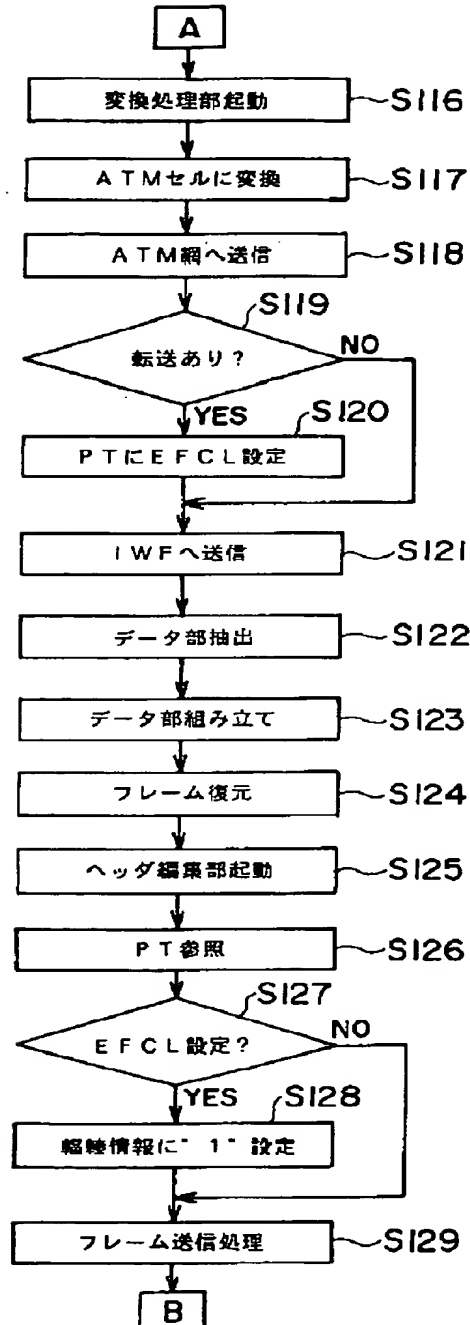 A
変換処理部起動 S116
ATMセルに変換 S117
ATM網へ送信 S118
S119
転送あり? NO
YES S120
PTにEFCL設定
IWFへ送信 S121
データ部抽出 S122
データ部組み立て S123
フレーム復元 S124
ヘッダ編集部起動 S125
PT参照 S126
S127
EFCL設定? NO
YES S128
輻輳情報に"1"設定
フレーム送信処理 S129
B